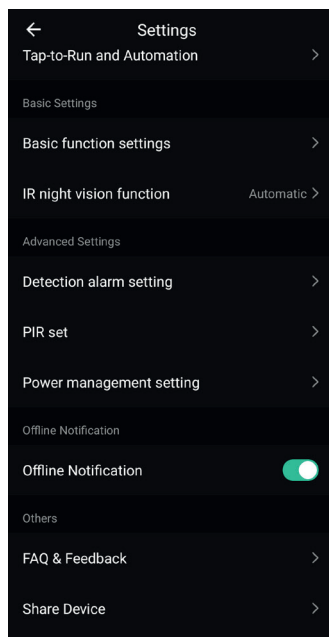 Settings
Tap-to-Run and Automation
Basic Settings
Basic function settings
IR night vision function Automatic
Advanced Settings
Detection alarm setting
PIR set
Power management setting
Offline Notification
Offline Notification
Others
FAQ & Feedback
Share Device